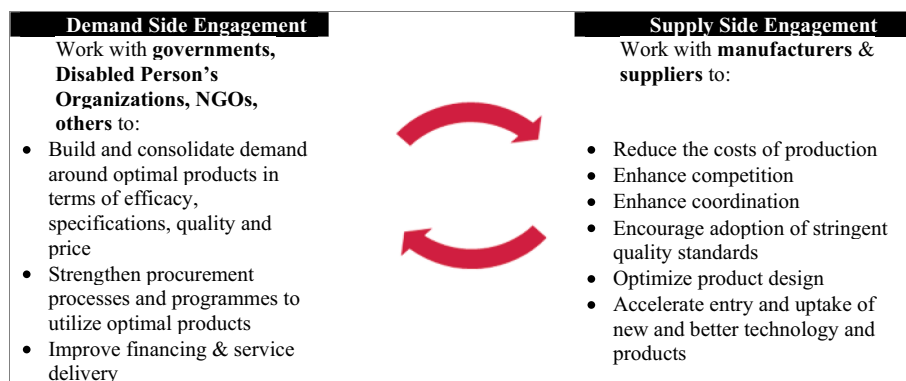 Demand Side Engagement
Work with governments,
Disabled Person's
Organizations, NGOs,
others to:
• Build and consolidate demand
around optimal products in
terms of efficacy,
specifications, quality and
price
• Strengthen procurement
processes and programmes to
utilize optimal products
• Improve financing & service
delivery
Supply Side Engagement
Work with manufacturers &
suppliers to:
• Reduce the costs of production
• Enhance competition
• Enhance coordination
• Encourage adoption of stringent
quality standards
• Optimize product design
• Accelerate entry and uptake of
new and better technology and
products